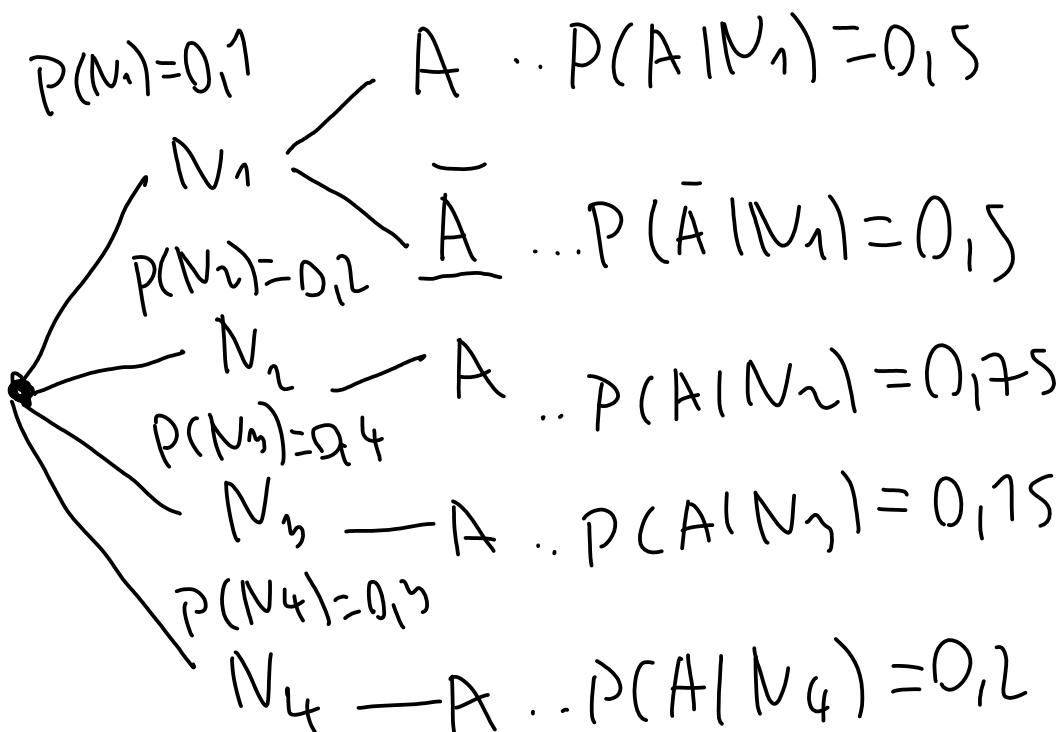 P(N₁)=0,1
A .. P(A|N₁)=0,5
N₁
A̅ ... P(A̅|N₁)=0,5
P(N₂)=0,2
N₂
A .. P(A|N₂)=0,75
P(N₃)=0,4
N₃ A .. P(A|N₃)=0,15
P(N4)=0,3
N₄ A ... P(A|N₄)=0,2